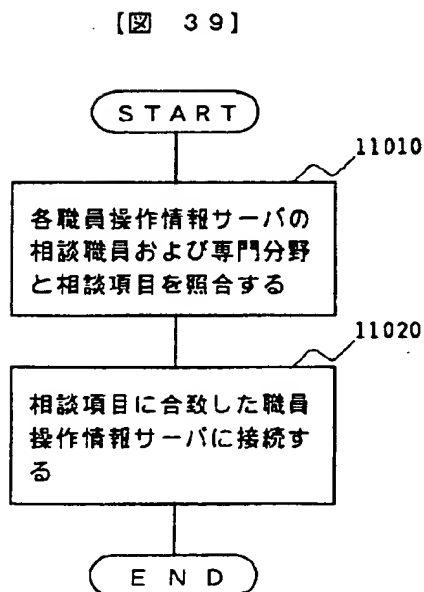 【図 39】
START
11010
各職員操作情報サーバの
相談職員および専門分野
と相談項目を照合する
11020
相談項目に合致した職員
操作情報サーバに接続す
る
END